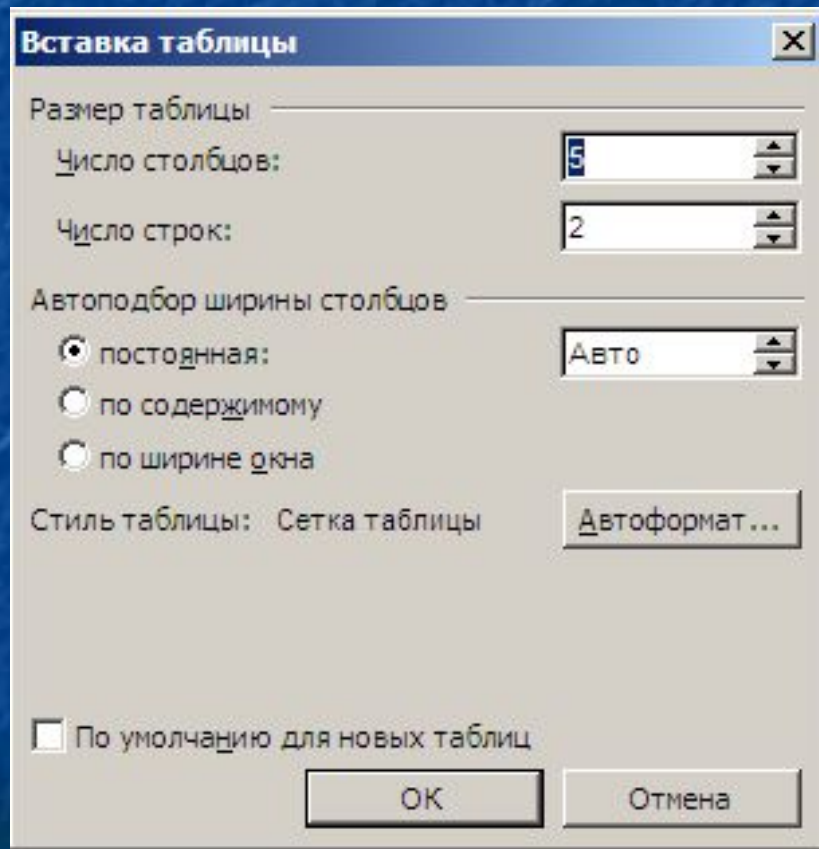 Вставка таблицы
Размер таблицы
Число столбцов: 5
Число строк: 2
Автоподбор ширины столбцов
постоянная: Авто
по содержимому
по ширине окна
Стиль таблицы: Сетка таблицы Автоформат...
По умолчанию для новых таблиц
ОК Отмена